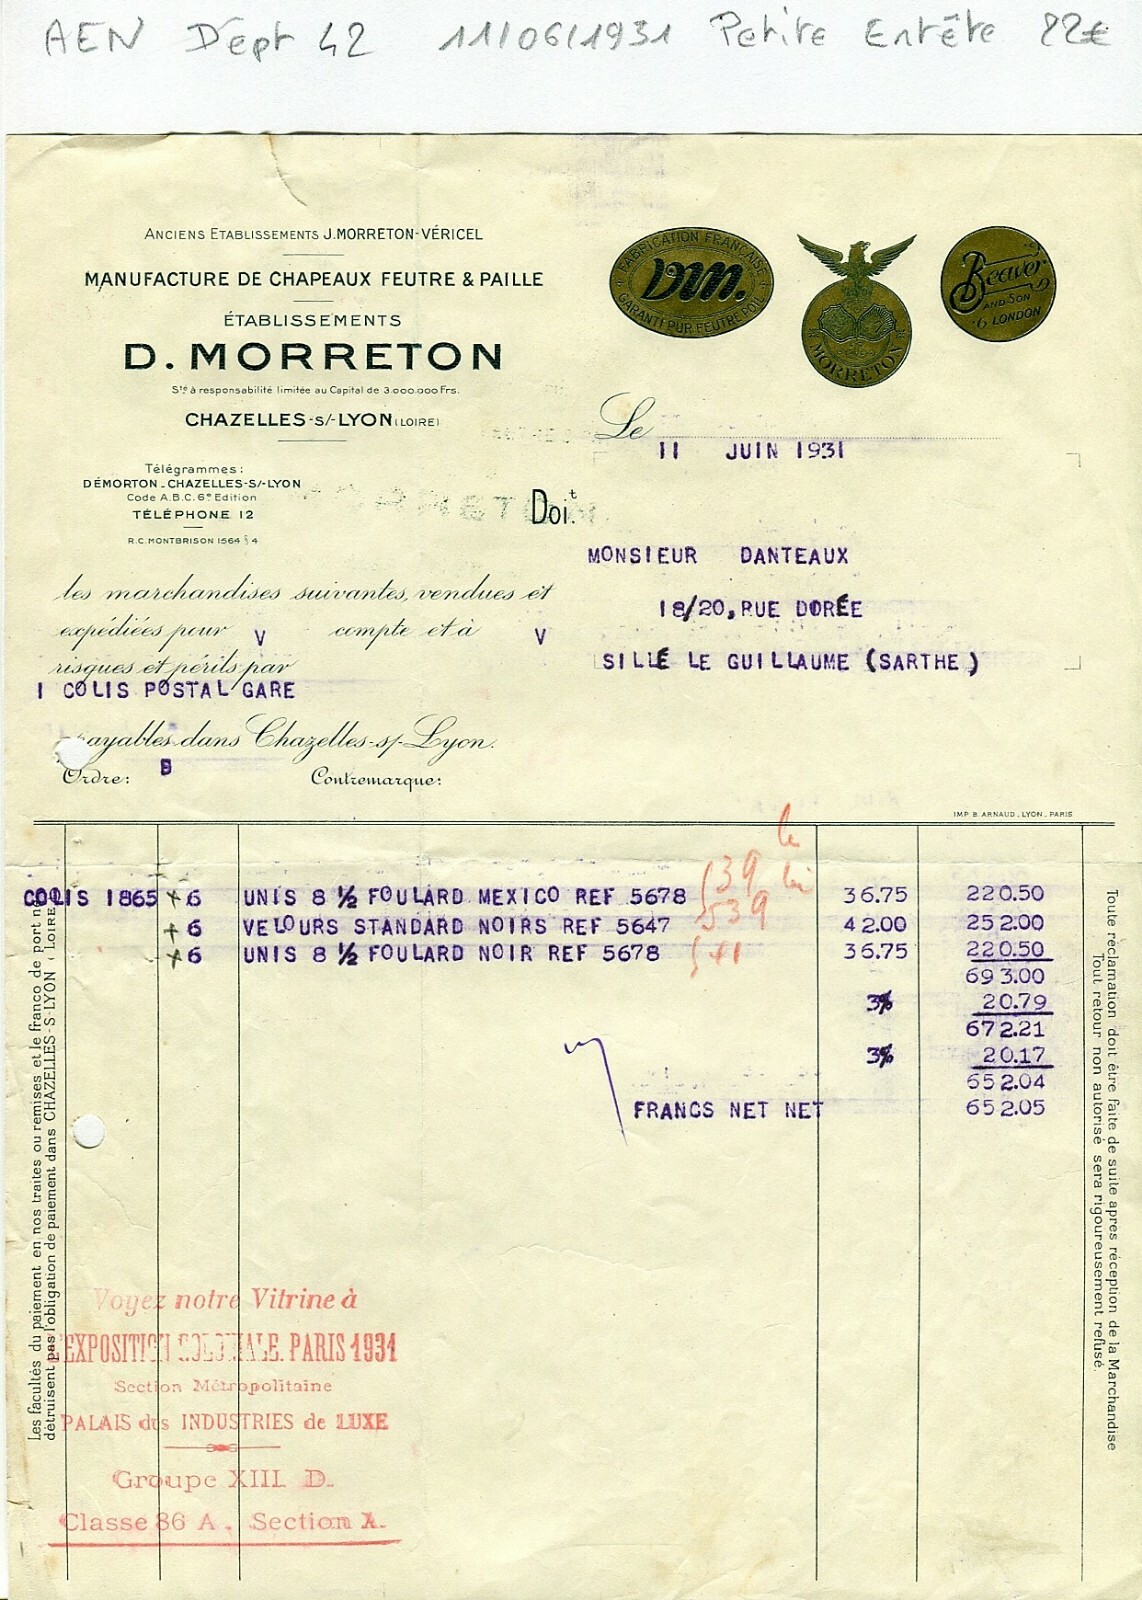 AEN Dépt 42 11/06/1931 Petite Entête 22€
ANCIENS ETABLISSEMENTS J.MORRETON-VÉRICEL
MANUFACTURE DE CHAPEAUX FEUTRE & PAILLE
ÉTABLISSEMENTS
D. MORRETON
Sté à responsabilité limitée au Capital de 3.000.000 Frs.
CHAZELLES-S/-LYON (LOIRE)
FABRICATION FRANÇAISE
DM.
GARANTI PUR FEUTRE POIL
MORRETON
Beaver
AND SON
6 LONDON
Télégrammes:
DÉMORTON-CHAZELLES-S/-LYON
Code A.B.C. 6e Edition
TÉLÉPHONE 12
R.C. MONTBRISON 1564
Le 11 JUIN 1931
Doit
MONSIEUR DANTEAUX
18/20, RUE DORÉE
SILLÉ LE GUILLAUME (SARTHE)
les marchandises suivantes, vendues et
expédiées pour V compte et à V
risques et périls par
1 COLIS POSTAL GARE
payables dans Chazelles-s/-Lyon.
Ordre: Contremarque:
IMP. B. ARNAUD. LYON. PARIS
COLIS 1865 6 UNIS 8 ½ FOULARD MEXICO REF 5678 539 36.75 220.50
6 VELOURS STANDARD NOIRS REF 5647 539 42.00 252.00
6 UNIS 8 ½ FOULARD NOIR REF 5678 541 36.75 220.50
693.00
3% 20.79
672.21
3% 20.17
652.04
FRANCS NET NET 652.05
Les facultés du paiement en nos traites ou remises et le franco de port ne
détruisent pas l'obligation de paiement dans CHAZELLES-S-LYON (LOIRE
Toute réclamation doit être faite de suite après réception de la Marchandise
Tout retour non autorisé sera rigoureusement refusé.
Voyez notre Vitrine à
L'EXPOSITION COLONIALE. PARIS 1931
Section Métropolitaine
PALAIS des INDUSTRIES de LUXE
Groupe XIII D.
Classe 86 A. Section A.